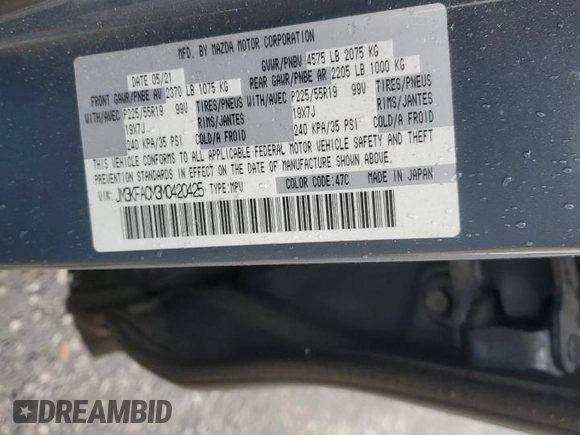 MFD. BY MAZDA MOTOR CORPORATION
DATE 05/21
GVWR/PNBV 4575 LB 2075 KG
FRONT GAWR/PNBE AV 2370 LB 1075 KG
REAR GAWR/PNBE AR 2205 LB 1000 KG
WITH/AVEC P225/55R19 99V TIRES/PNEUS
19X7J RIMS/JANTES
240 KPA/35 PSI COLD/A FROID
WITH/AVEC P225/55R19 99V TIRES/PNEUS
19X7J RIMS/JANTES
240 KPA/35 PSI COLD/A FROID
THIS VEHICLE CONFORMS TO ALL APPLICABLE FEDERAL MOTOR VEHICLE SAFETY AND THEFT
PREVENTION STANDARDS IN EFFECT ON THE DATE OF MANUFACTURE SHOWN ABOVE.
VIN: JM3KFACM3N0420425 TYPE:MPV
COLOR CODE:47C MADE IN JAPAN
DREAMBID